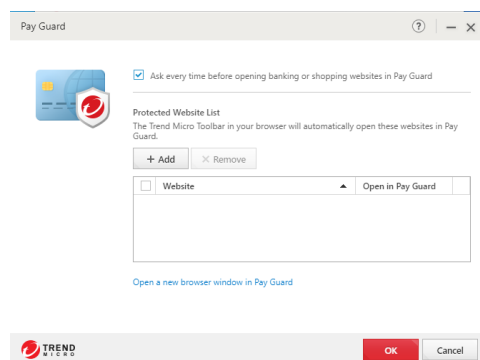 Pay Guard
Ask every time before opening banking or shopping websites in Pay Guard
Protected Website List
The Trend Micro Toolbar in your browser will automatically open these websites in Pay
Guard.
+ Add
× Remove
Website
Open in Pay Guard
Open a new browser window in Pay Guard
TREND
MICRO
OK
Cancel